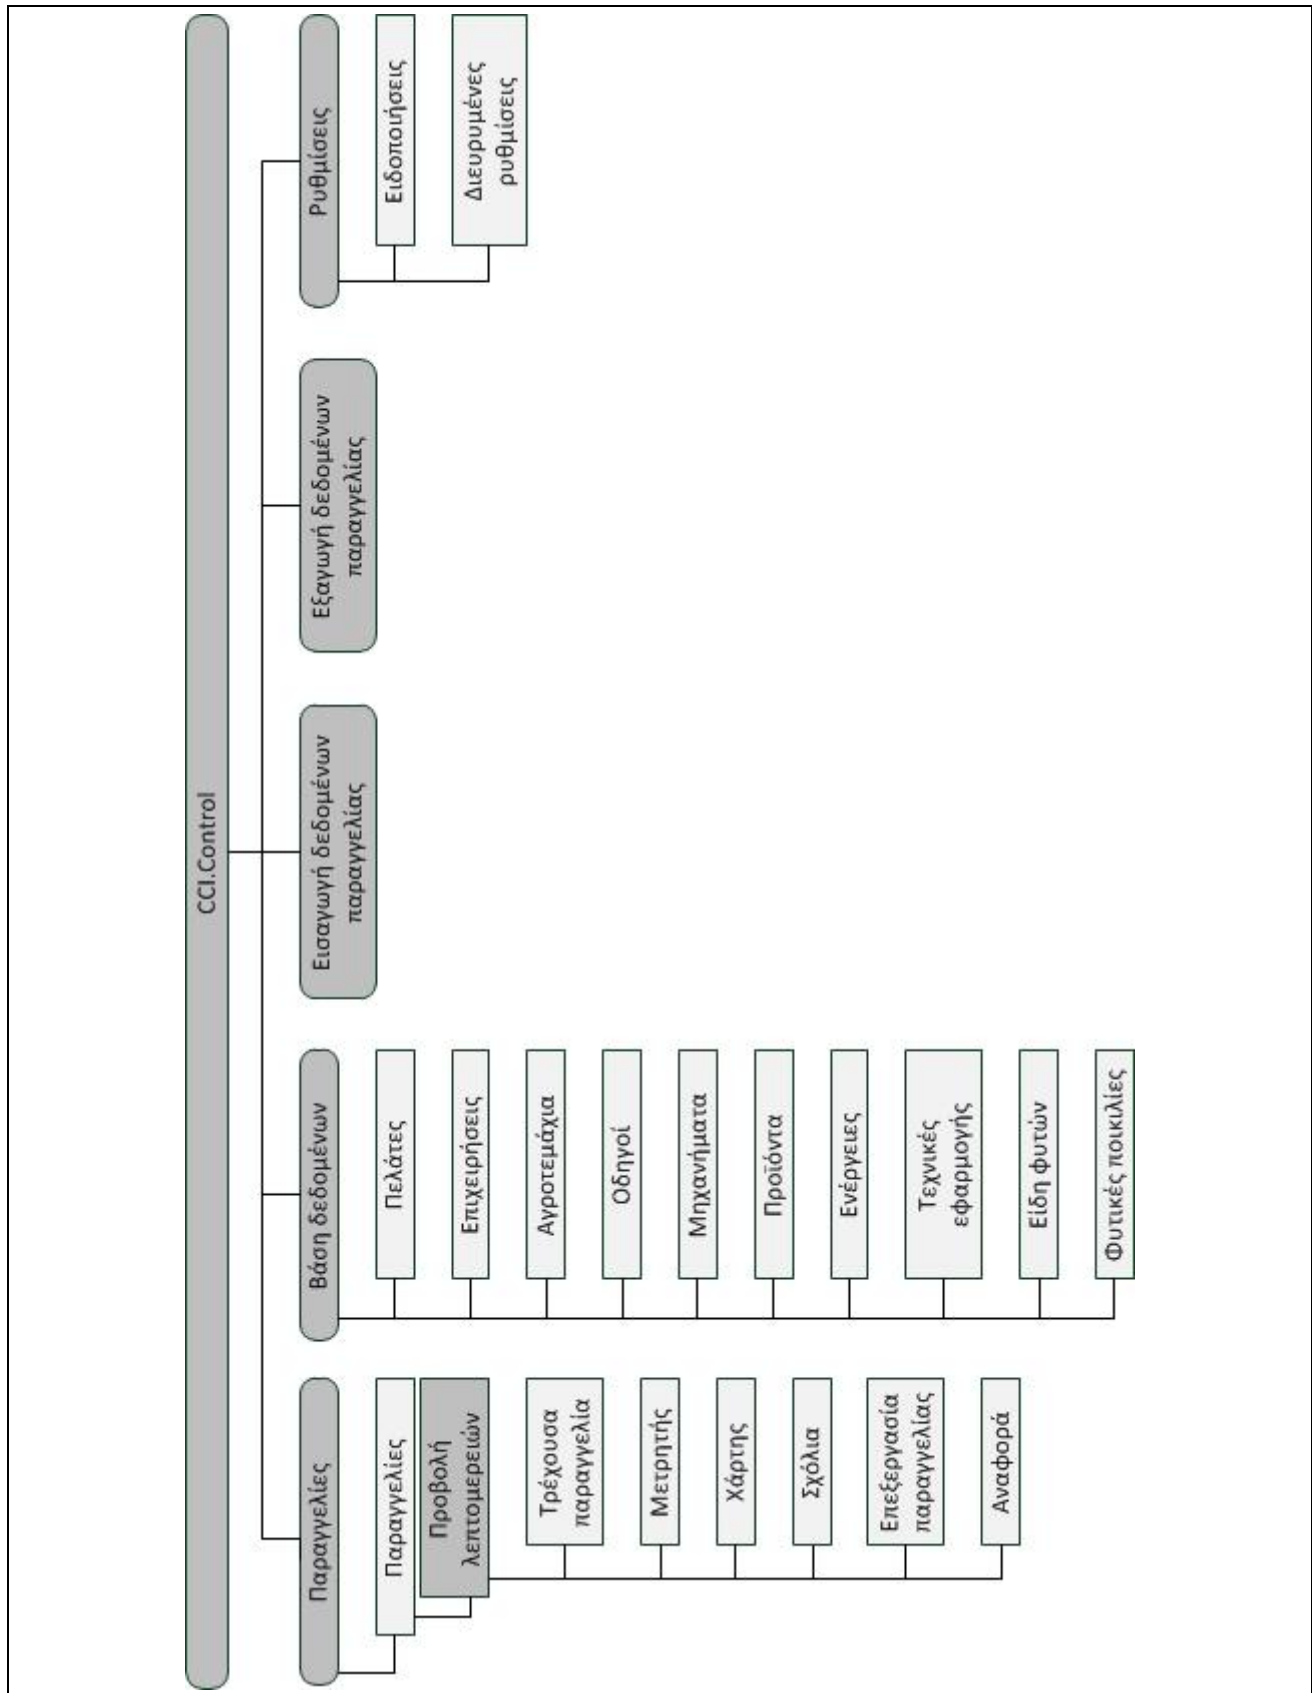 CCI.Control
Παραγγελίες
Παραγγελίες
Προβολή
λεπτομερειών
Τρέχουσα
παραγγελία
Μετρητής
Χάρτης
Σχόλια
Επεξεργασία
παραγγελίας
Αναφορά
Βάση δεδομένων
Πελάτες
Επιχειρήσεις
Αγροτεμάχια
Οδηγοί
Μηχανήματα
Προϊόντα
Ενέργειες
Τεχνικές
εφαρμογής
Είδη φυτών
Φυτικές ποικιλίες
Εισαγωγή δεδομένων
παραγγελίας
Εξαγωγή δεδομένων
παραγγελίας
Ρυθμίσεις
Ειδοποιήσεις
Διευρυμένες
ρυθμίσεις